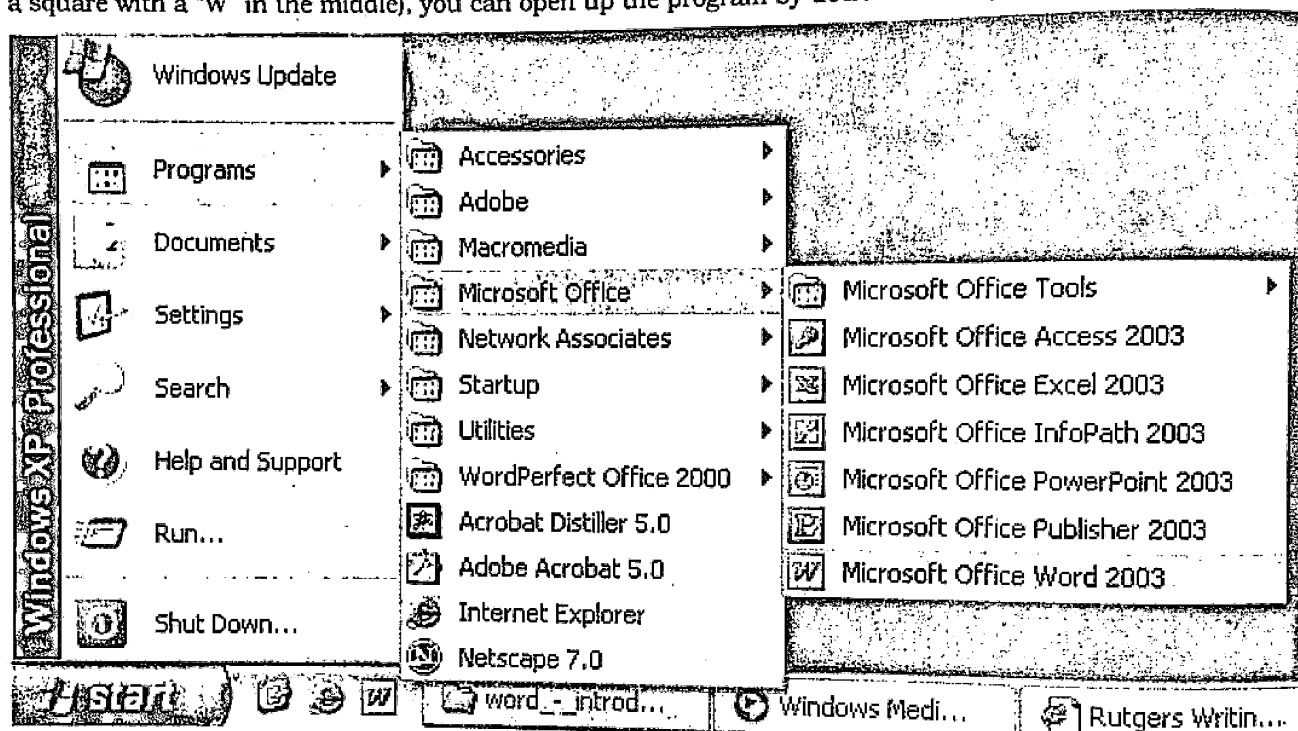 a square with a "W" in the middle), you can open up the program by
Windows Update
Programs
Documents
Settings
Search
Help and Support
Run...
Shut Down...
Windows XP Professional
Accessories
Adobe
Macromedia
Microsoft Office
Network Associates
Startup
Utilities
WordPerfect Office 2000
Acrobat Distiller 5.0
Adobe Acrobat 5.0
Internet Explorer
Netscape 7.0
Microsoft Office Tools
Microsoft Office Access 2003
Microsoft Office Excel 2003
Microsoft Office InfoPath 2003
Microsoft Office PowerPoint 2003
Microsoft Office Publisher 2003
Microsoft Office Word 2003
start
word_-_introd...
Windows Medi...
Rutgers Writin...